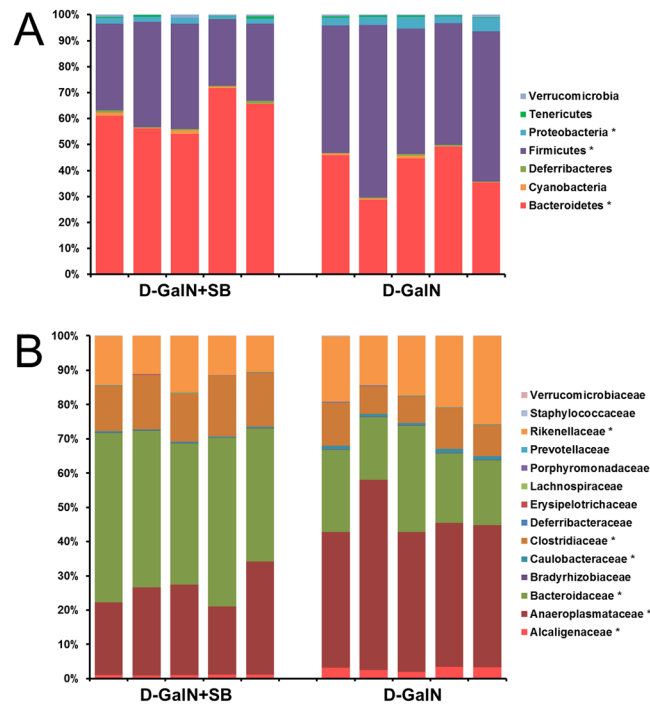 A
100%
90%
80%
70%
60%
50%
40%
30%
20%
10%
0%
D-GalN+SB
D-GalN
Verrucomicrobia
Tenericutes
Proteobacteria *
Firmicutes *
Deferribacteres
Cyanobacteria
Bacteroidetes *
B
100%
90%
80%
70%
60%
50%
40%
30%
20%
10%
0%
D-GalN+SB
D-GalN
Verrucomicrobiaceae
Staphylococcaceae
Rikenellaceae *
Prevotellaceae
Porphyromonadaceae
Lachnospiraceae
Erysipelotrichaceae
Deferribacteraceae
Clostridiaceae *
Caulobacteraceae *
Bradyrhizobiaceae
Bacteroidaceae *
Anaeroplasmataceae *
Alcaligenaceae *